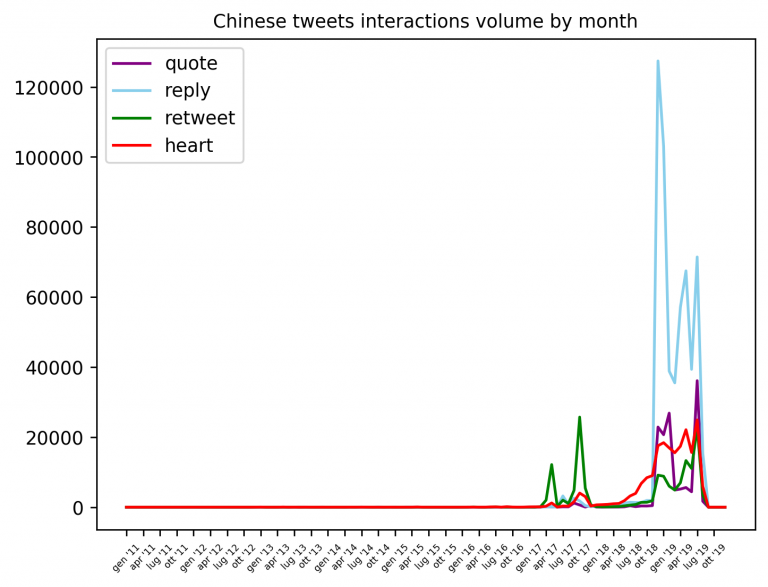 Chinese tweets interactions volume by month
quote
reply
retweet
heart
120000
100000
80000
60000
40000
20000
0
gen '11
apr '11
lug '11
ott '11
gen '12
apr '12
lug '12
ott '12
gen '13
apr '13
lug '13
ott '13
gen '14
apr '14
lug '14
ott '14
gen '15
apr '15
lug '15
ott '15
gen '16
apr '16
lug '16
ott '16
gen '17
apr '17
lug '17
ott '17
gen '18
apr '18
lug '18
ott '18
gen '19
apr '19
lug '19
ott '19